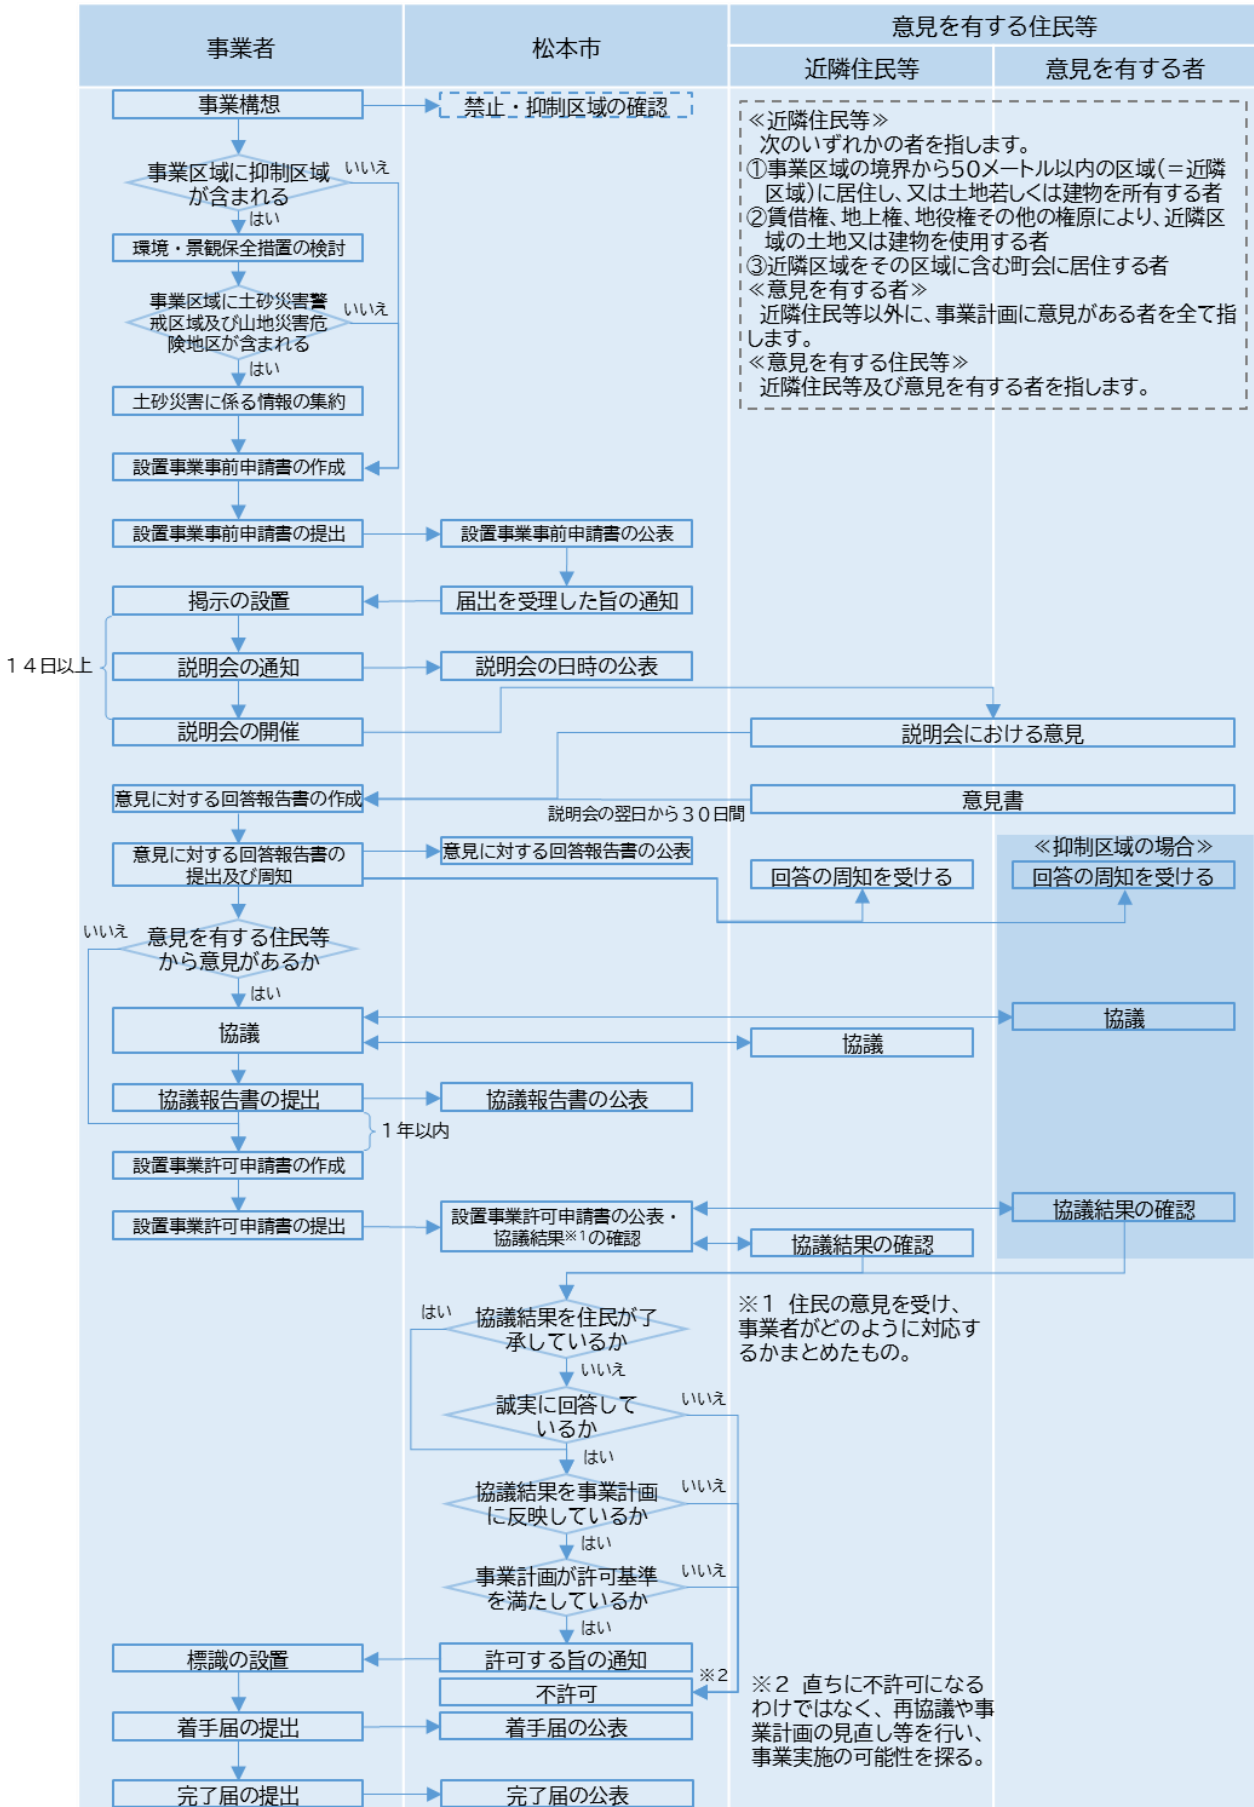 事業者
松本市
意見を有する住民等
近隣住民等
意見を有する者
事業構想
禁止・抑制区域の確認
≪近隣住民等≫
次のいずれかの者を指します。
①事業区域の境界から50メートル以内の区域(=近隣
区域)に居住し、又は土地若しくは建物を所有する者
②賃借権、地上権、地役権その他の権原により、近隣区
域の土地又は建物を使用する者
③近隣区域をその区域に含む町会に居住する者
≪意見を有する者≫
近隣住民等以外に、事業計画に意見がある者を全て指
します。
≪意見を有する住民等≫
近隣住民等及び意見を有する者を指します。
事業区域に抑制区域
が含まれる
いいえ
はい
環境・景観保全措置の検討
事業区域に土砂災害警
戒区域及び山地災害危
険地区が含まれる
いいえ
はい
土砂災害に係る情報の集約
設置事業事前申請書の作成
設置事業事前申請書の提出
設置事業事前申請書の公表
掲示の設置
届出を受理した旨の通知
14日以上
説明会の通知
説明会の日時の公表
説明会の開催
説明会における意見
意見に対する回答報告書の作成
意見書
説明会の翌日から30日間
意見に対する回答報告書の
提出及び周知
意見に対する回答報告書の公表
≪抑制区域の場合≫
回答の周知を受ける
回答の周知を受ける
いいえ
意見を有する住民等
から意見があるか
はい
協議
協議
協議
協議報告書の提出
協議報告書の公表
1年以内
設置事業許可申請書の作成
設置事業許可申請書の提出
設置事業許可申請書の公表・
協議結果※1の確認
協議結果の確認
協議結果の確認
はい
協議結果を住民が了
承しているか
いいえ
※1 住民の意見を受け、
事業者がどのように対応す
るかまとめたもの。
誠実に回答して
いるか
いいえ
はい
協議結果を事業計画
に反映しているか
いいえ
はい
事業計画が許可基準
を満たしているか
いいえ
はい
標識の設置
許可する旨の通知
※2
不許可
※2 直ちに不許可になる
わけではなく、再協議や事
業計画の見直し等を行い、
事業実施の可能性を探る。
着手届の提出
着手届の公表
完了届の提出
完了届の公表